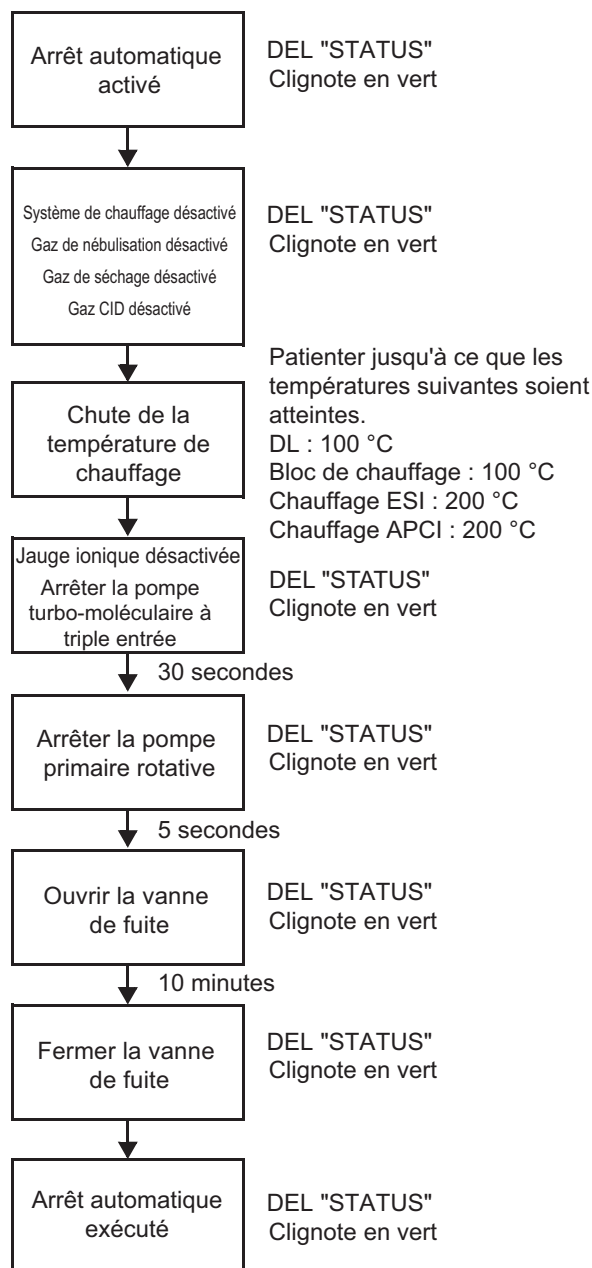 Arrêt automatique
activé
DEL "STATUS"
Clignote en vert
Système de chauffage désactivé
Gaz de nébulisation désactivé
Gaz de séchage désactivé
Gaz CID désactivé
DEL "STATUS"
Clignote en vert
Chute de la
température de
chauffage
Patienter jusqu'à ce que les
températures suivantes soient
atteintes.
DL : 100 °C
Bloc de chauffage : 100 °C
Chauffage ESI : 200 °C
Chauffage APCI : 200 °C
Jauge ionique désactivée
Arrêter la pompe
turbo-moléculaire à
triple entrée
DEL "STATUS"
Clignote en vert
30 secondes
Arrêter la pompe
primaire rotative
DEL "STATUS"
Clignote en vert
5 secondes
Ouvrir la vanne
de fuite
DEL "STATUS"
Clignote en vert
10 minutes
Fermer la vanne
de fuite
DEL "STATUS"
Clignote en vert
Arrêt automatique
exécuté
DEL "STATUS"
Clignote en vert